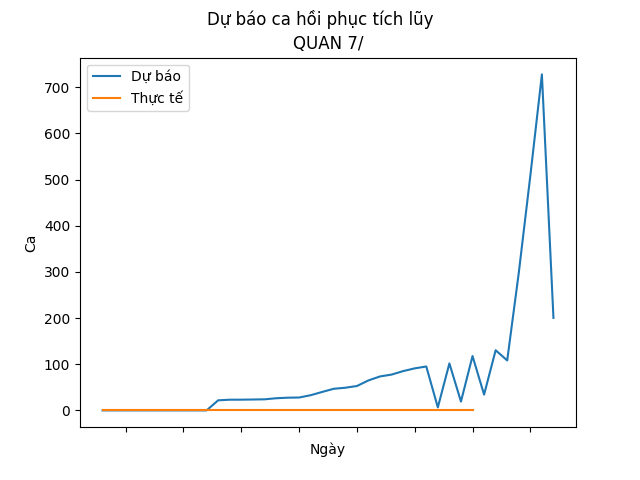 Dự báo ca hồi phục tích lũy
QUAN 7/
Dự báo
Thực tế
700
600
500
400
300
200
100
0
Ca
Ngày